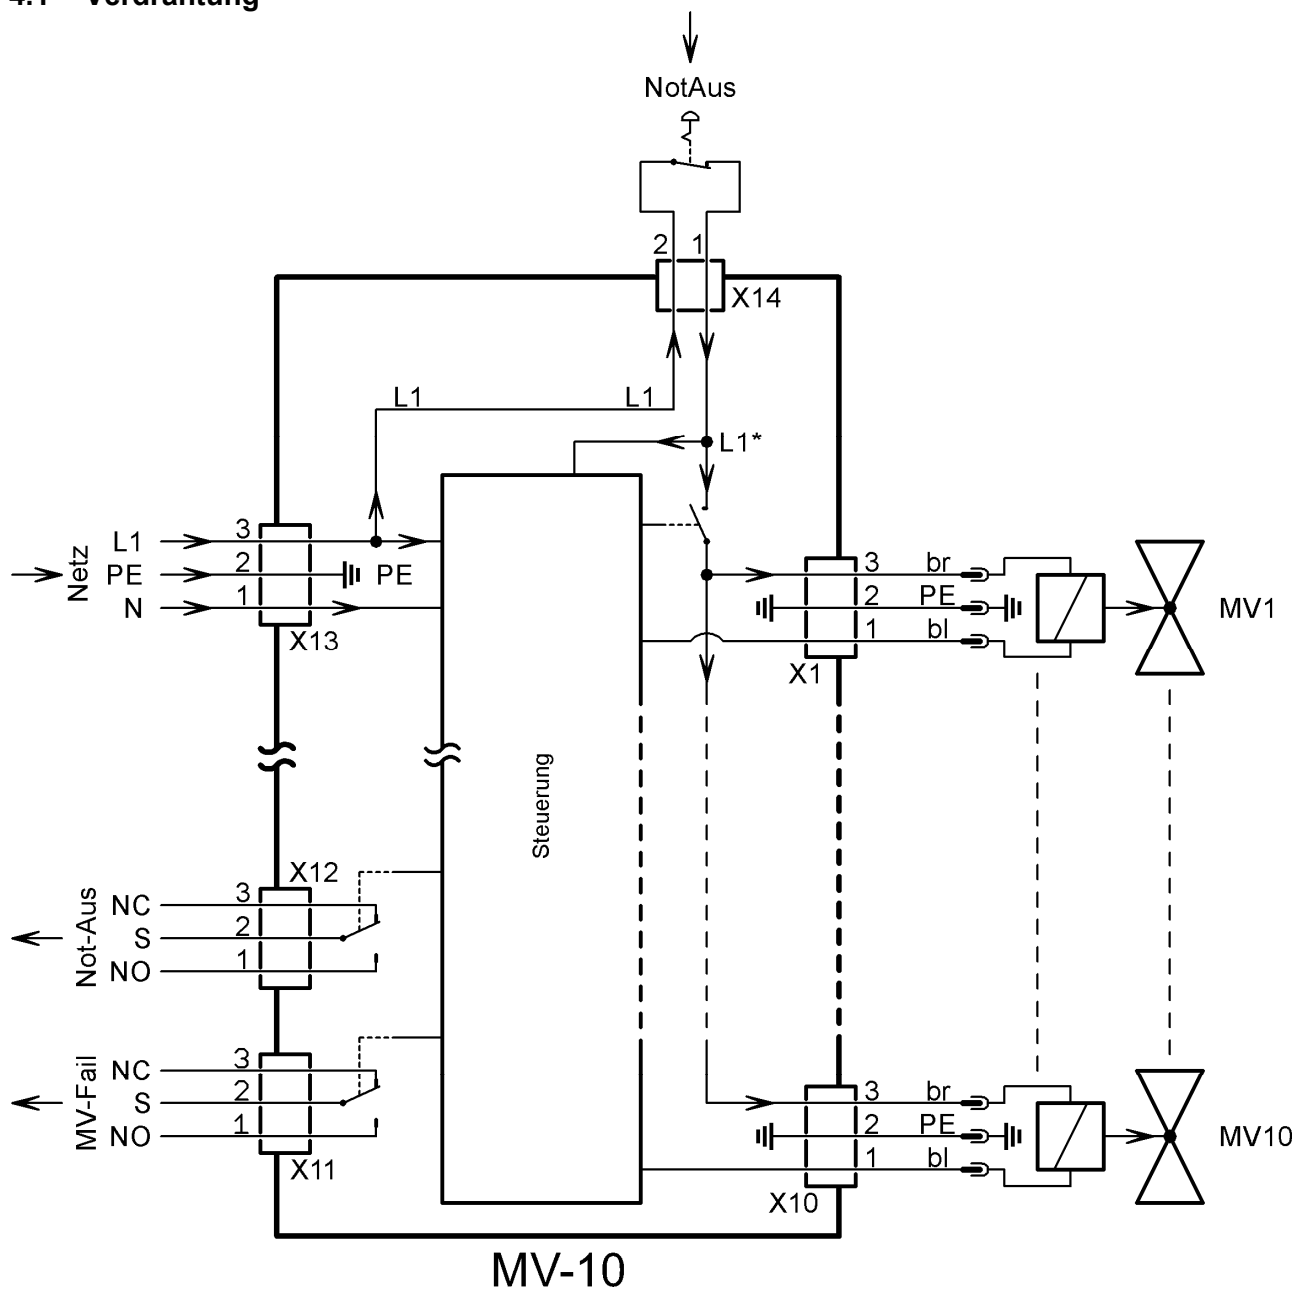 4.1 Verdrahtung
NotAus
2 1
X14
L1 L1
L1*
Netz
L1 3
PE 2 PE
N 1
X13
3 br
2 PE
1 bl
X1
MV1
Steuerung
X12
Not-Aus
NC 3
S 2
NO 1
MV-Fail
NC 3
S 2
NO 1
X11
3 br
2 PE
1 bl
X10
MV10
MV-10